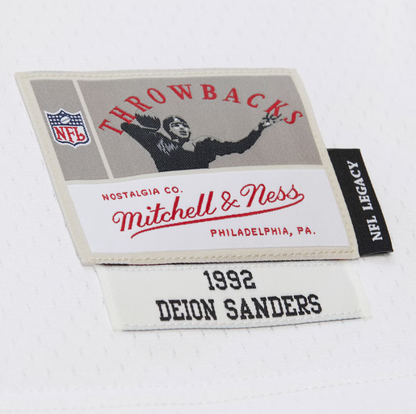 THROWBACKS
NFL
NOSTALGIA CO.
Mitchell & Ness
PHILADELPHIA, PA.
NFL LEGACY
1992
DEION SANDERS